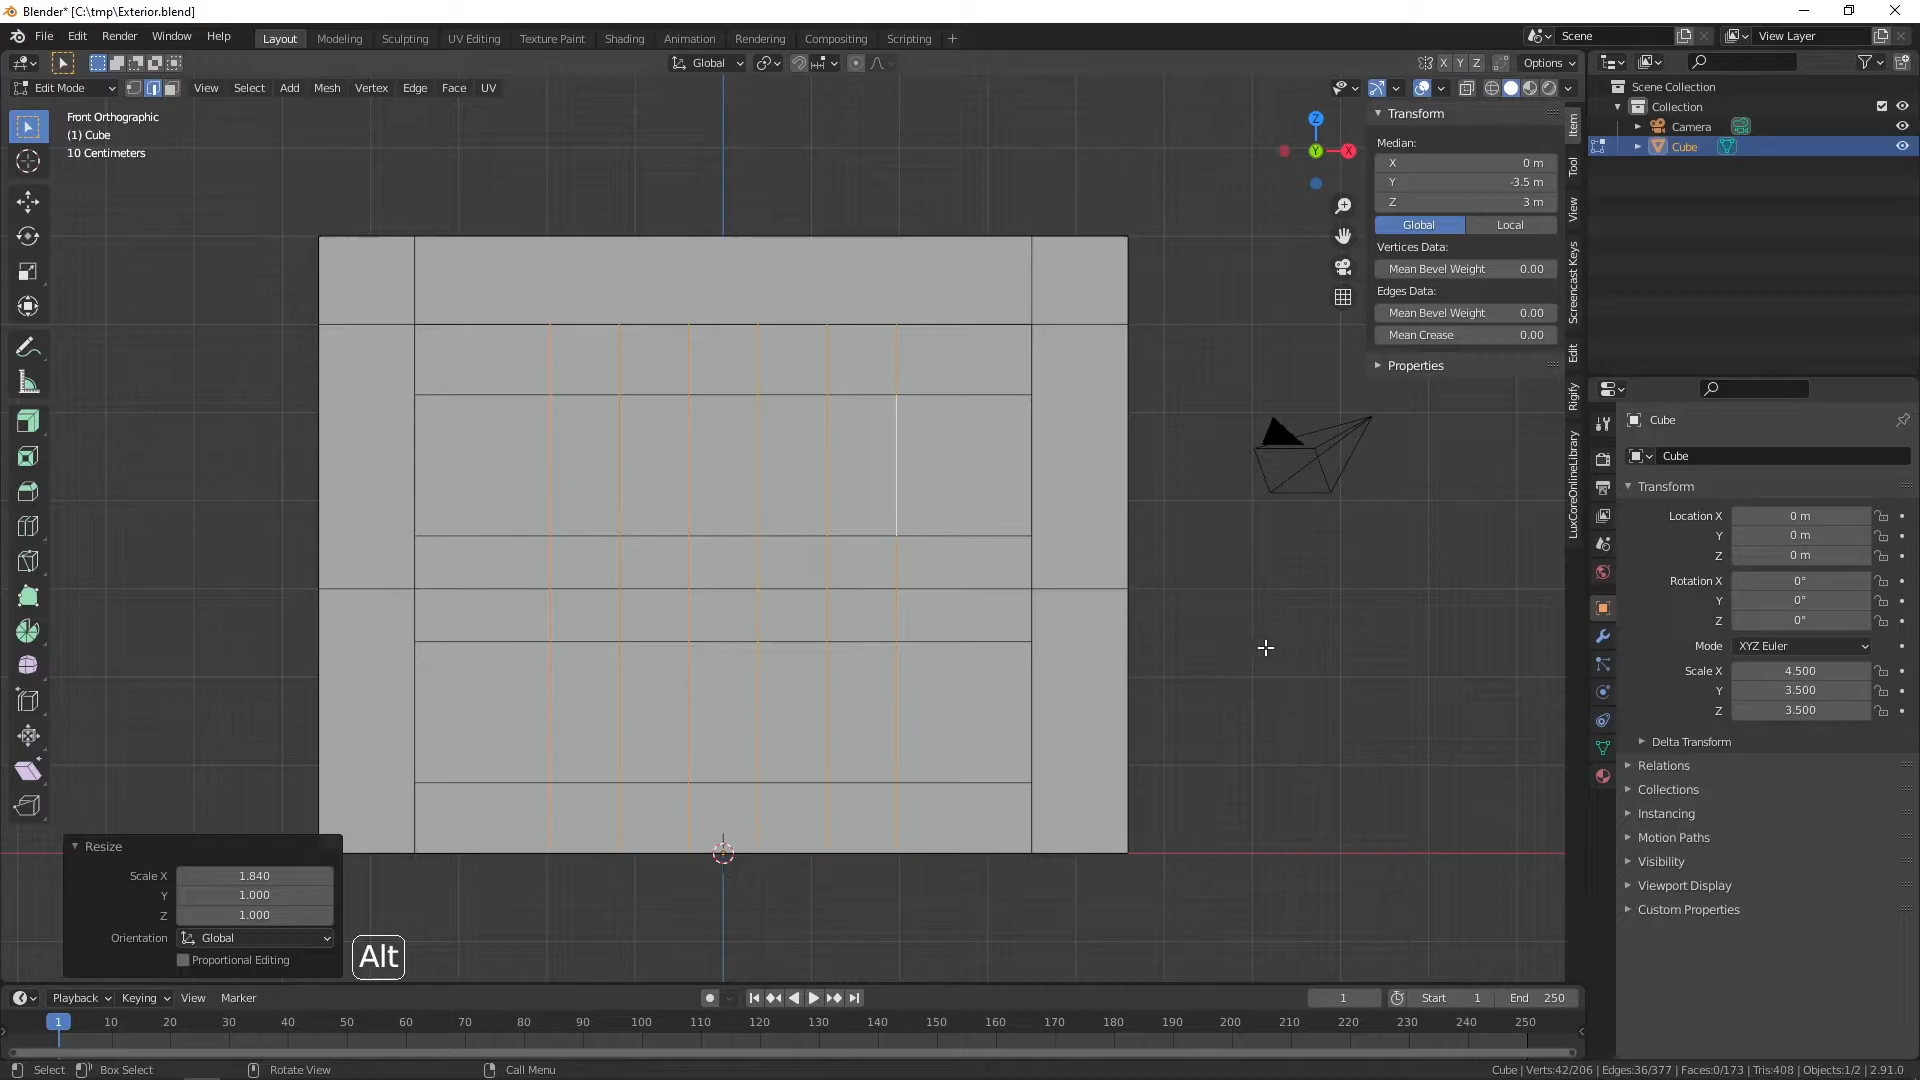 Blender* [C:\tmp\Exterior.blend]
File Edit Render Window Help Layout Modeling Sculpting UV Editing Texture Paint Shading Animation Rendering Compositing Scripting + Scene View Layer
Global X Y Z Options
Edit Mode View Select Add Mesh Vertex Edge Face UV
Front Orthographic
(1) Cube
10 Centimeters
Z
Y
X
Transform
Median:
X 0 m
Y -3.5 m
Z 3 m
Global Local
Vertices Data:
Mean Bevel Weight 0.00
Edges Data:
Mean Bevel Weight 0.00
Mean Crease 0.00
Properties
Item
Tool
View
Screencast Keys
Edit
Rigify
LuxCoreOnlineLibrary
Scene Collection
Collection
Camera
Cube
Cube
Cube
Transform
Location X 0 m
Y 0 m
Z 0 m
Rotation X 0°
Y 0°
Z 0°
Mode XYZ Euler
Scale X 4.500
Y 3.500
Z 3.500
Delta Transform
Relations
Collections
Instancing
Motion Paths
Visibility
Viewport Display
Custom Properties
Resize
Scale X 1.840
Y 1.000
Z 1.000
Orientation Global
Proportional Editing
Alt
Playback Keying View Marker 1 Start 1 End 250
1 10 20 30 40 50 60 70 80 90 100 110 120 130 140 150 160 170 180 190 200 210 220 230 240 250
Select Box Select Rotate View Call Menu Cube | Verts:42/206 | Edges:36/377 | Faces:0/173 | Tris:408 | Objects:1/2 | 2.91.0